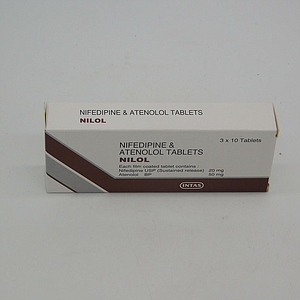 NIFEDIPINE & ATENOLOL TABLETS
NILOL
NIFEDIPINE &
ATENOLOL TABLETS
NILOL
3 x 10 Tablets
Each film coated tablet contains :
Nifedipine USP (Sustained release) 20 mg
Atenolol BP 50 mg
INTAS